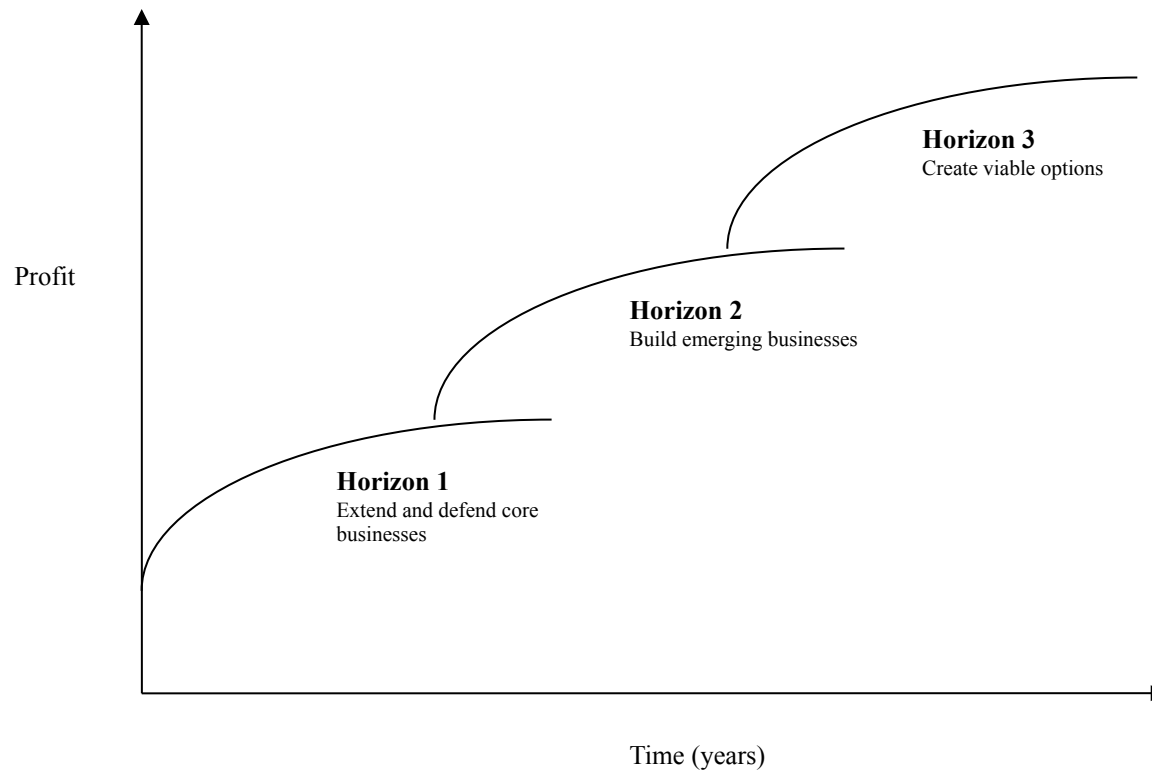 Horizon 3
Create viable options
Profit
Horizon 2
Build emerging businesses
Horizon 1
Extend and defend core
businesses
Time (years)